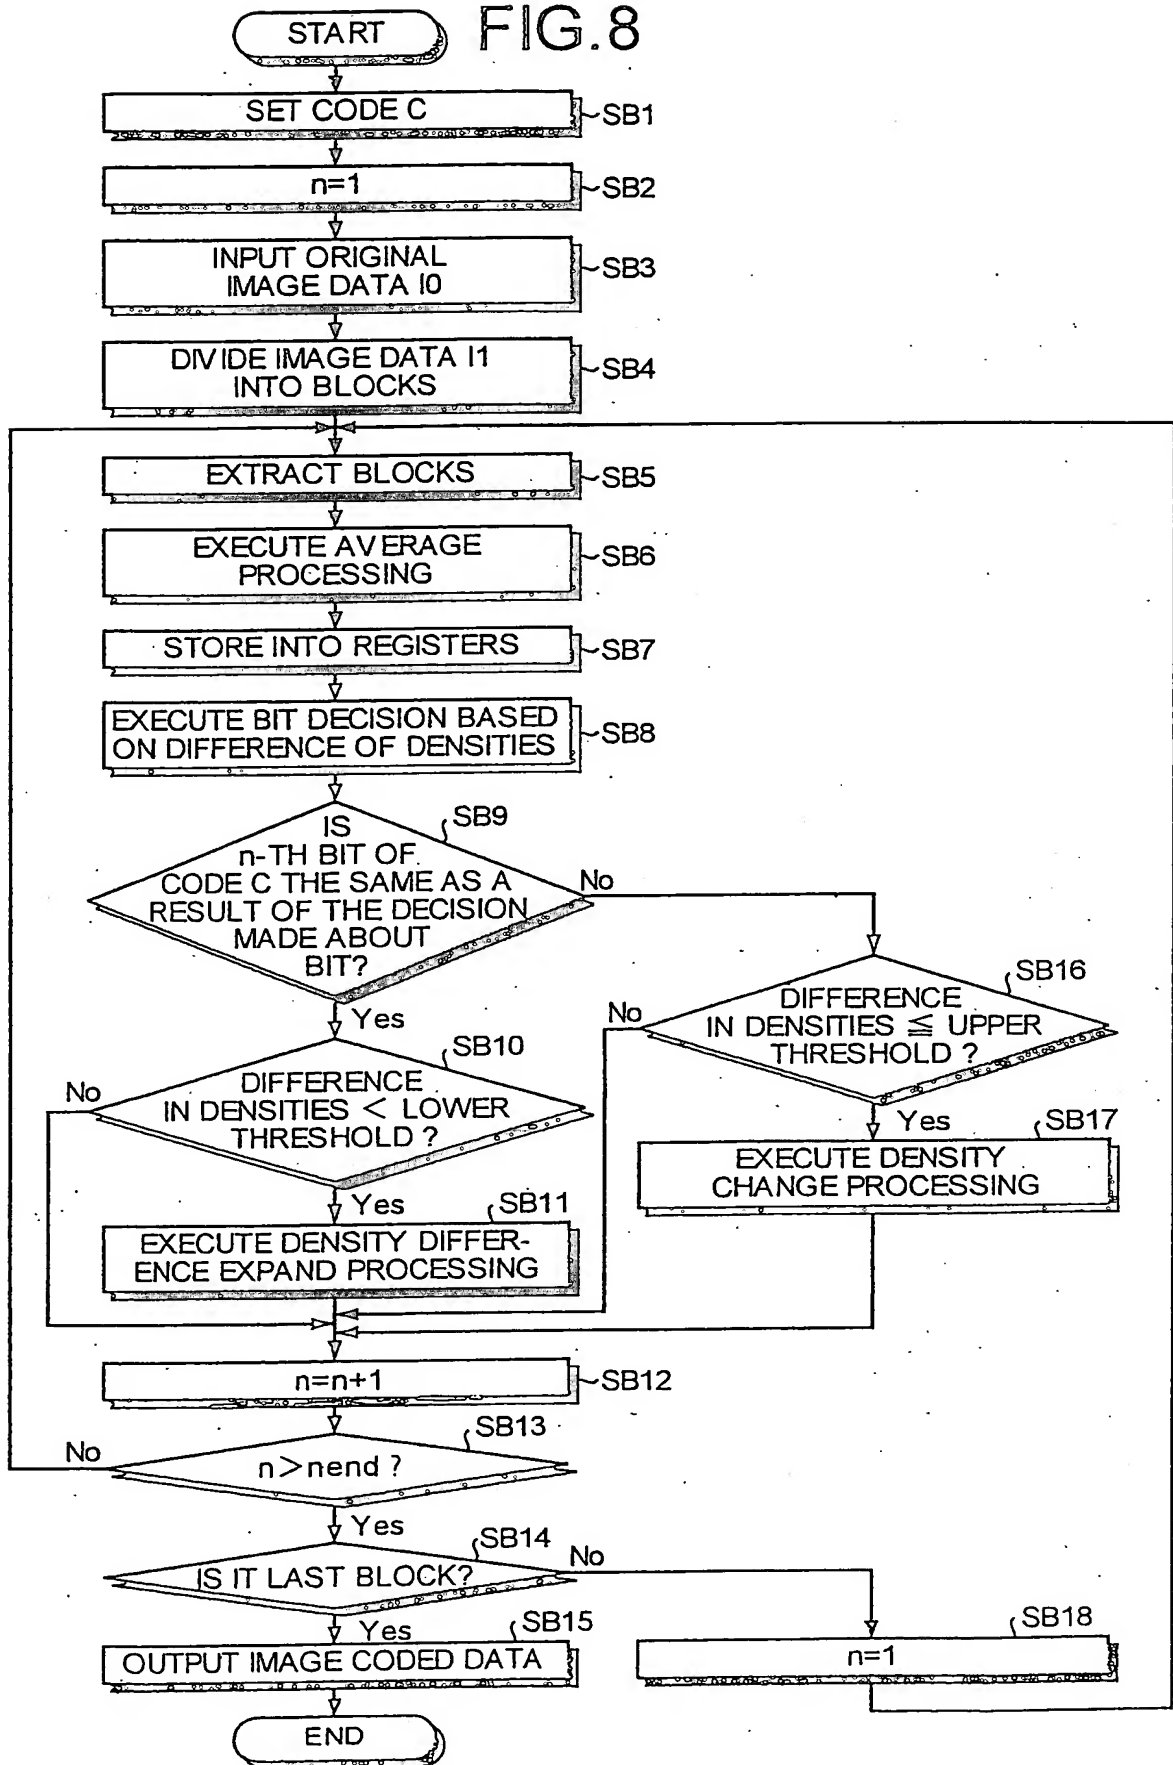 FIG.8
START
SET CODE C
SB1
n=1
SB2
INPUT ORIGINAL
IMAGE DATA I0
SB3
DIVIDE IMAGE DATA I1
INTO BLOCKS
SB4
EXTRACT BLOCKS
SB5
EXECUTE AVERAGE
PROCESSING
SB6
STORE INTO REGISTERS
SB7
EXECUTE BIT DECISION BASED
ON DIFFERENCE OF DENSITIES
SB8
SB9
IS
n-TH BIT OF
CODE C THE SAME AS A
RESULT OF THE DECISION
MADE ABOUT
BIT?
No
Yes
SB16
DIFFERENCE
IN DENSITIES ≦ UPPER
THRESHOLD ?
No
Yes
SB10
DIFFERENCE
IN DENSITIES < LOWER
THRESHOLD ?
No
Yes
SB17
EXECUTE DENSITY
CHANGE PROCESSING
SB11
EXECUTE DENSITY DIFFER-
ENCE EXPAND PROCESSING
n=n+1
SB12
SB13
n>nend ?
No
Yes
SB14
IS IT LAST BLOCK?
No
Yes
SB15
OUTPUT IMAGE CODED DATA
SB18
n=1
END